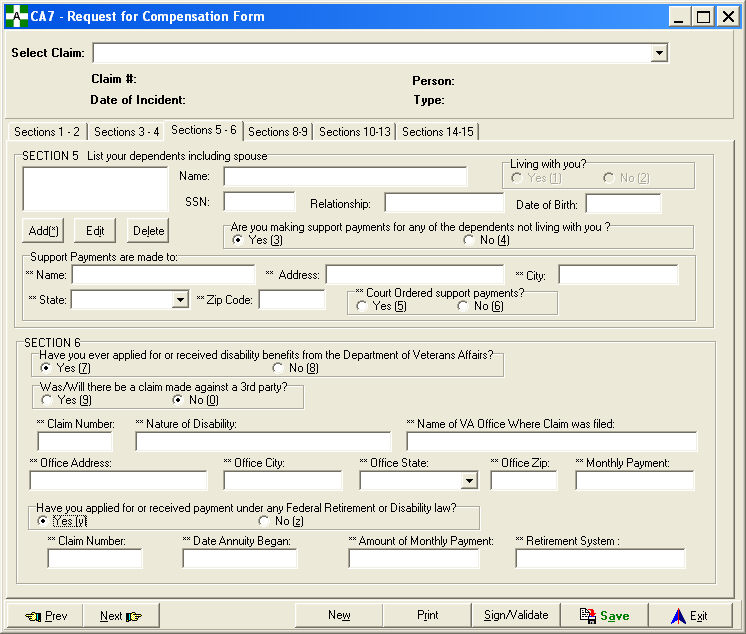 CA7 - Request for Compensation Form
Select Claim:
Claim #: Person:
Date of Incident: Type:
Sections 1 - 2 Sections 3 - 4 Sections 5 - 6 Sections 8-9 Sections 10-13 Sections 14-15
SECTION 5 List your dependents including spouse
Living with you?
Name: Yes (1) No (2)
SSN: Relationship: Date of Birth:
Add(*) Edit Delete
Are you making support payments for any of the dependents not living with you ?
Yes (3) No (4)
Support Payments are made to:
** Name: ** Address: ** City:
** State: ** Zip Code:
** Court Ordered support payments?
Yes (5) No (6)
SECTION 6
Have you ever applied for or received disability benefits from the Department of Veterans Affairs?
Yes (7) No (8)
Was/Will there be a claim made against a 3rd party?
Yes (9) No (0)
** Claim Number: ** Nature of Disability: ** Name of VA Office Where Claim was filed:
** Office Address: ** Office City: ** Office State: ** Office Zip: ** Monthly Payment:
Have you applied for or received payment under any Federal Retirement or Disability law?
Yes (y) No (z)
** Claim Number: ** Date Annuity Began: ** Amount of Monthly Payment: ** Retirement System :
Prev Next New Print Sign/Validate Save Exit